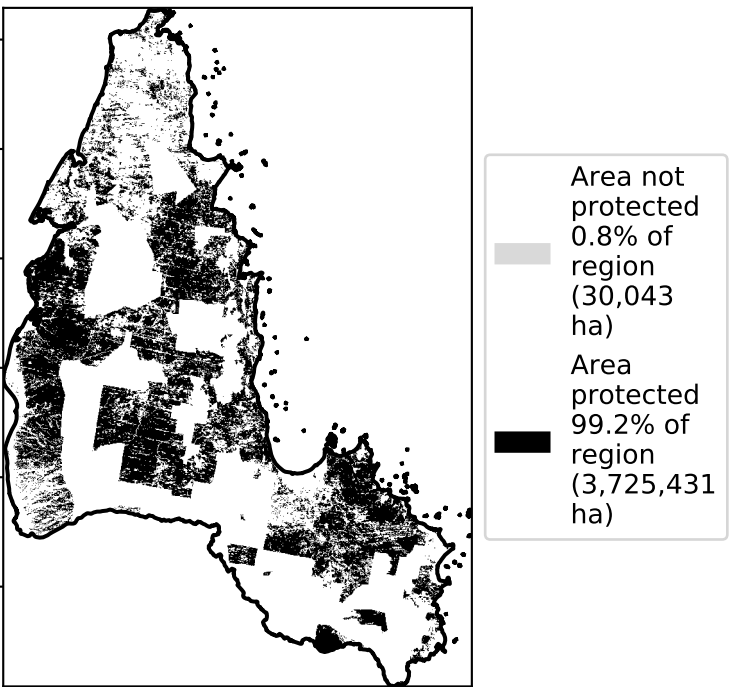 Area not
protected
0.8% of
region
(30,043
ha)
Area
protected
99.2% of
region
(3,725,431
ha)